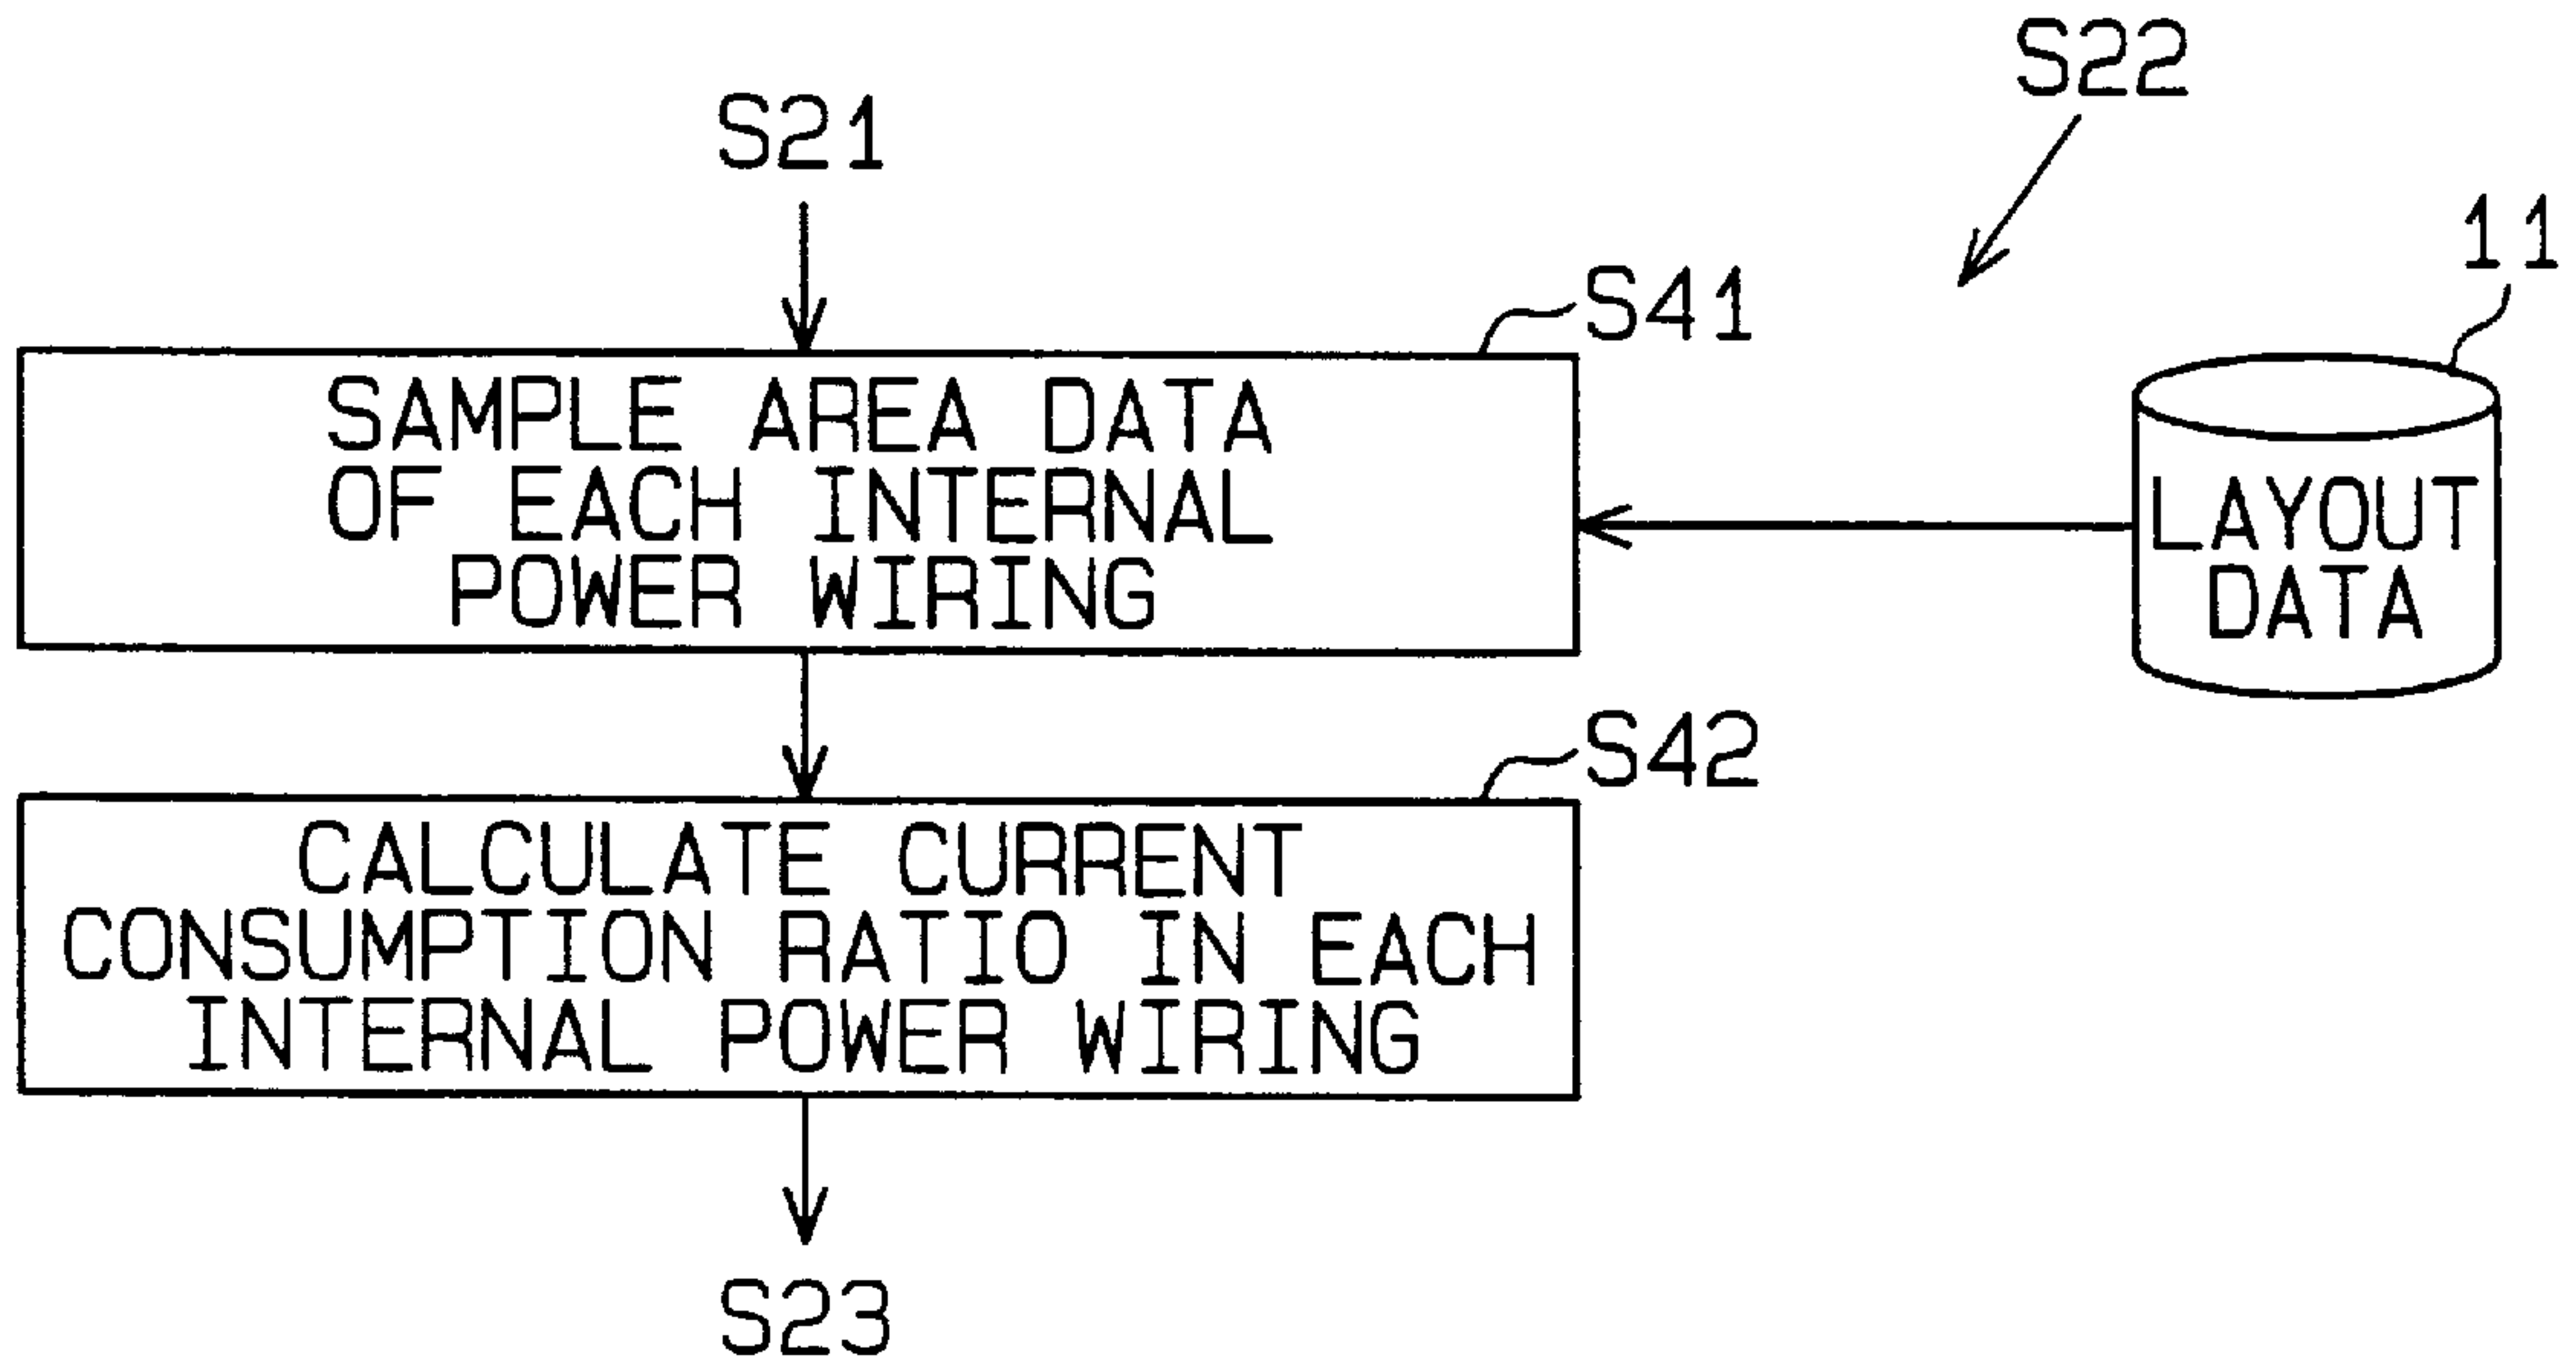 S22
S21
11
S41
SAMPLE AREA DATA
OF EACH INTERNAL
POWER WIRING
LAYOUT
DATA
S42
CALCULATE CURRENT
CONSUMPTION RATIO IN EACH
INTERNAL POWER WIRING
S23